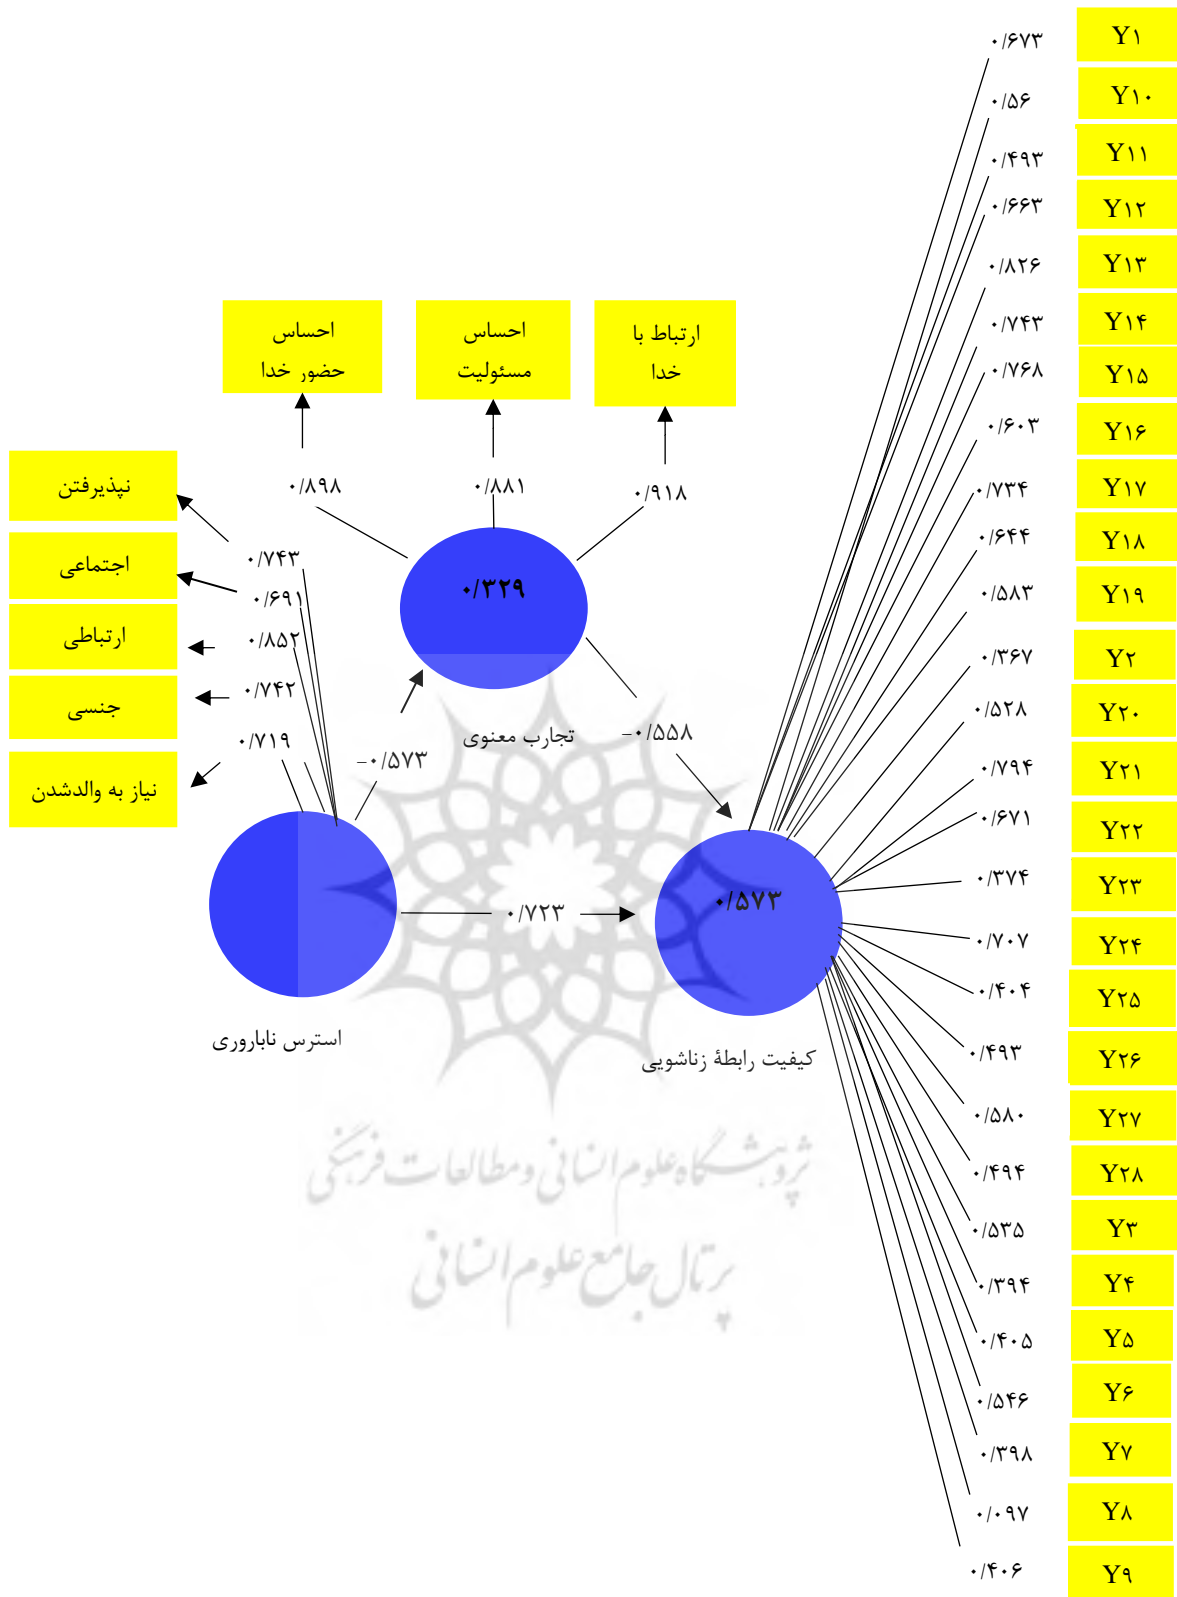 ۰/۶۷۳ Y۱
۰/۵۶ Y۱۰
۰/۴۹۳ Y۱۱
۰/۶۶۳ Y۱۲
۰/۸۲۶ Y۱۳
۰/۷۴۳ Y۱۴
۰/۷۶۸ Y۱۵
۰/۶۰۳ Y۱۶
۰/۷۳۴ Y۱۷
۰/۶۴۴ Y۱۸
۰/۵۸۳ Y۱۹
۰/۳۶۷ Y۲
۰/۵۲۸ Y۲۰
۰/۷۹۴ Y۲۱
۰/۶۷۱ Y۲۲
۰/۳۷۴ Y۲۳
۰/۷۰۷ Y۲۴
۰/۴۰۴ Y۲۵
۰/۴۹۳ Y۲۶
۰/۵۸۰ Y۲۷
۰/۴۹۴ Y۲۸
۰/۵۳۵ Y۳
۰/۳۹۴ Y۴
۰/۴۰۵ Y۵
۰/۵۴۶ Y۶
۰/۳۹۸ Y۷
۰/۰۹۷ Y۸
۰/۴۰۶ Y۹
ارتباط با
خدا
احساس
مسئولیت
احساس
حضور خدا
۰/۹۱۸
۰/۸۸۱
۰/۸۹۸
۰/۳۲۹
تجارب معنوی
نپذیرفتن
۰/۷۴۳
اجتماعی
۰/۶۹۱
ارتباطی
۰/۸۵۲
جنسی
۰/۷۴۲
نیاز به والدشدن
۰/۷۱۹
-۰/۵۷۳
-۰/۵۵۸
۰/۷۲۳
۰/۵۷۳
استرس ناباروری
کیفیت رابطۀ زناشویی
پژوهشگاه علوم انسانی و مطالعات فرهنگی
پرتال جامع علوم انسانی